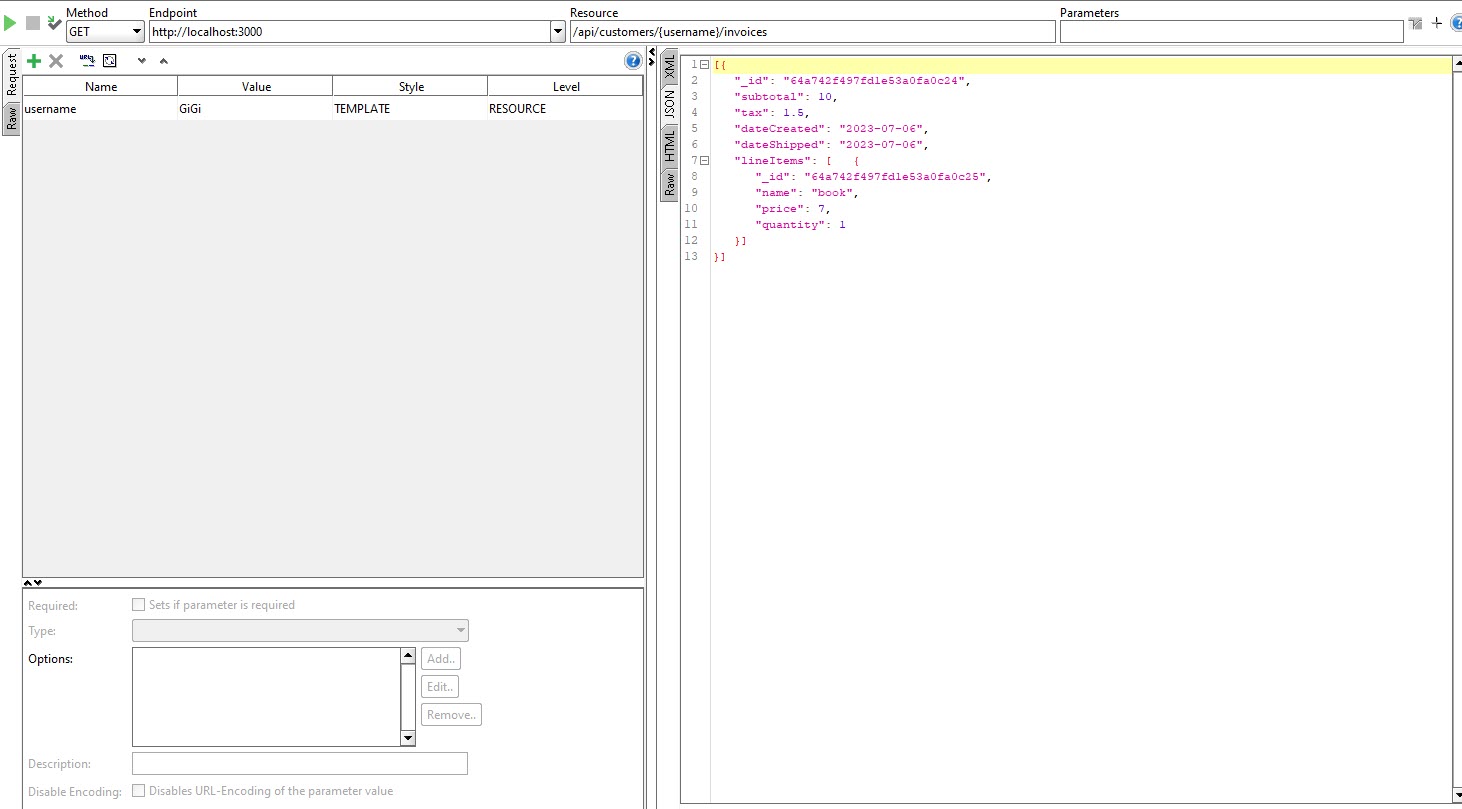 Method Endpoint Resource Parameters
GET http://localhost:3000 /api/customers/{username}/invoices
Request
Raw
Name Value Style Level
username GiGi TEMPLATE RESOURCE
Required: Sets if parameter is required
Type:
Options:
Add..
Edit..
Remove..
Description:
Disable Encoding: Disables URL-Encoding of the parameter value
XML
JSON
HTML
Raw
1 [{
2 "_id": "64a742f497fd1e53a0fa0c24",
3 "subtotal": 10,
4 "tax": 1.5,
5 "dateCreated": "2023-07-06",
6 "dateShipped": "2023-07-06",
7 "lineItems": [ {
8 "_id": "64a742f497fd1e53a0fa0c25",
9 "name": "book",
10 "price": 7,
11 "quantity": 1
12 }]
13 }]